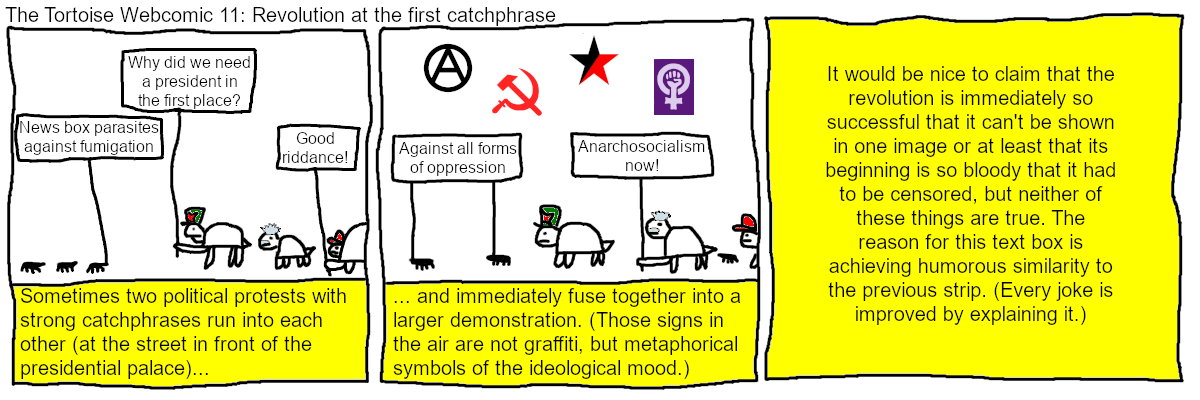 The Tortoise Webcomic 11: Revolution at the first catchphrase
Why did we need
a president in
the first place?
News box parasites
against fumigation
Good
riddance!
Sometimes two political protests with
strong catchphrases run into each
other (at the street in front of the
presidential palace)...
Against all forms
of oppression
Anarchosocialism
now!
... and immediately fuse together into a
larger demonstration. (Those signs in
the air are not graffiti, but metaphorical
symbols of the ideological mood.)
It would be nice to claim that the
revolution is immediately so
successful that it can't be shown
in one image or at least that its
beginning is so bloody that it had
to be censored, but neither of
these things are true. The
reason for this text box is
achieving humorous similarity to
the previous strip. (Every joke is
improved by explaining it.)